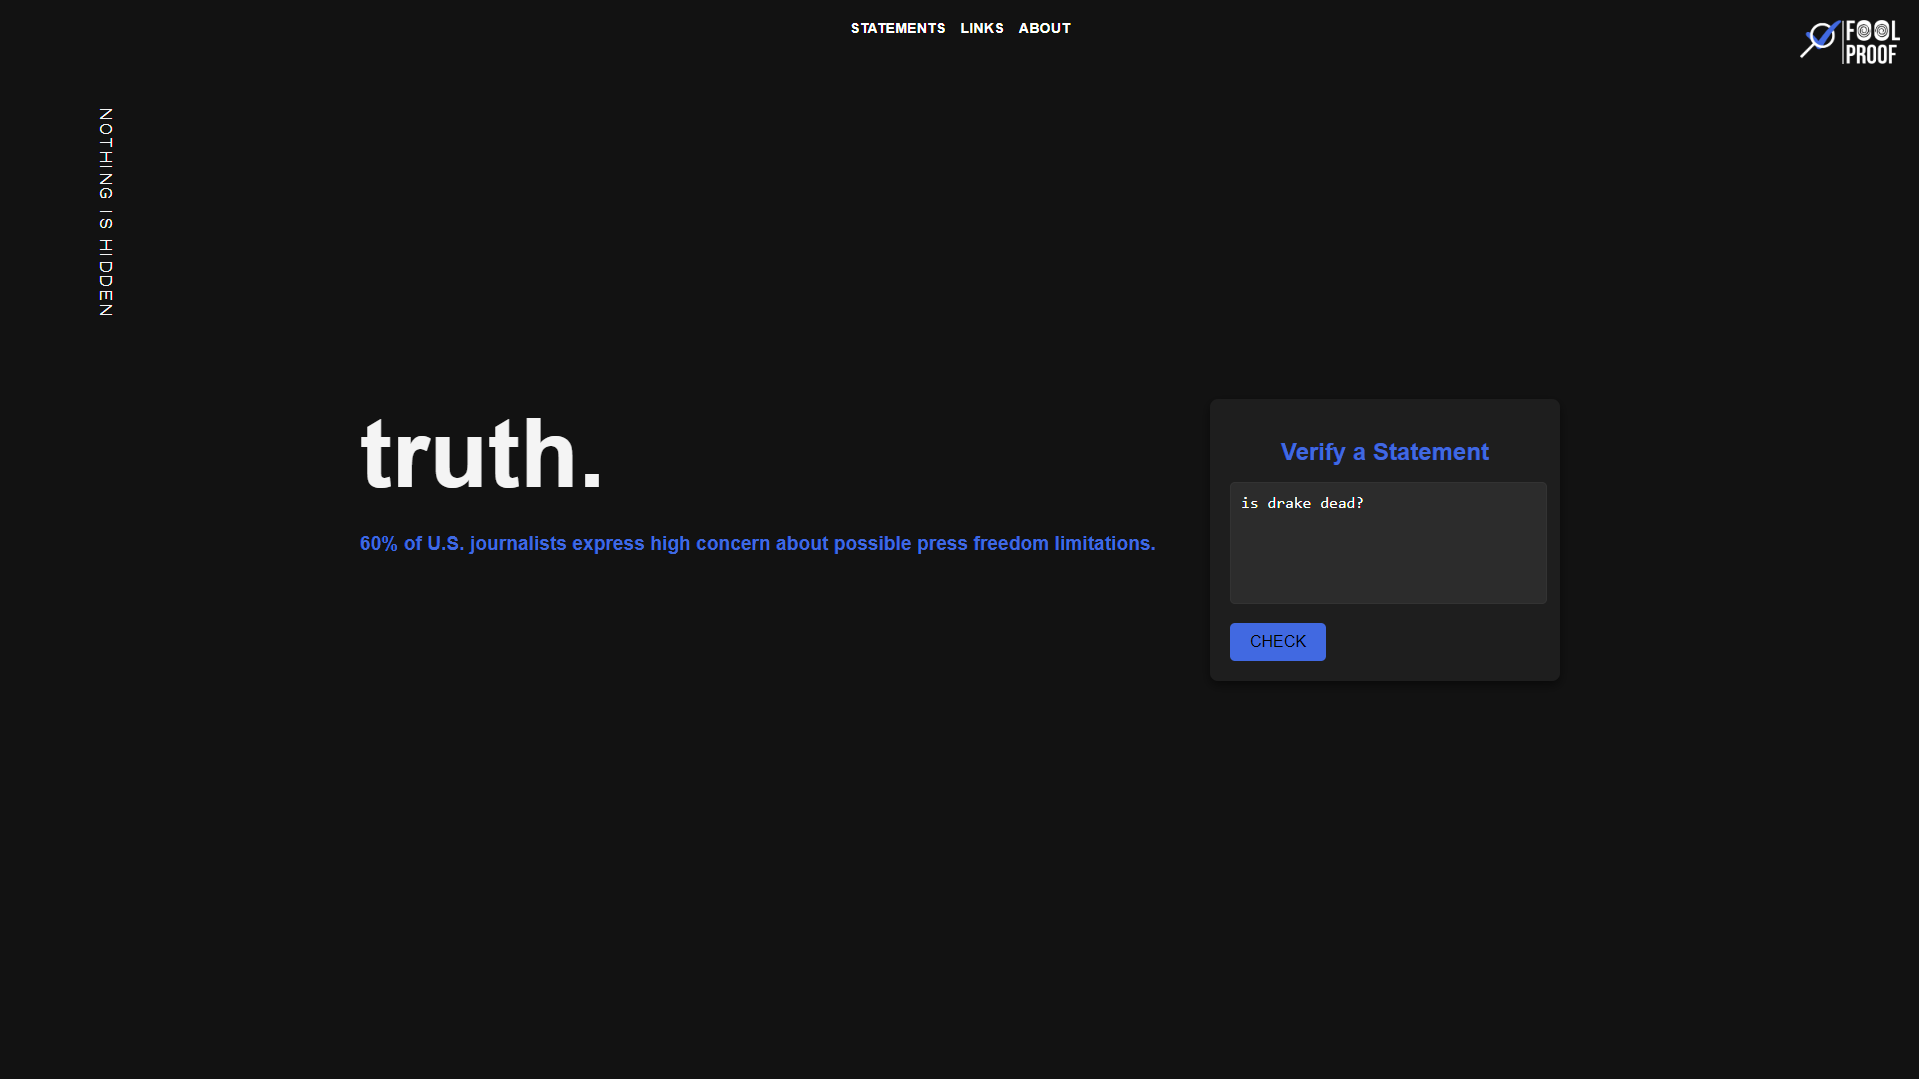 STATEMENTS LINKS ABOUT
FOOL
PROOF
NOTHING IS HIDDEN
truth.
60% of U.S. journalists express high concern about possible press freedom limitations.
Verify a Statement
is drake dead?
CHECK